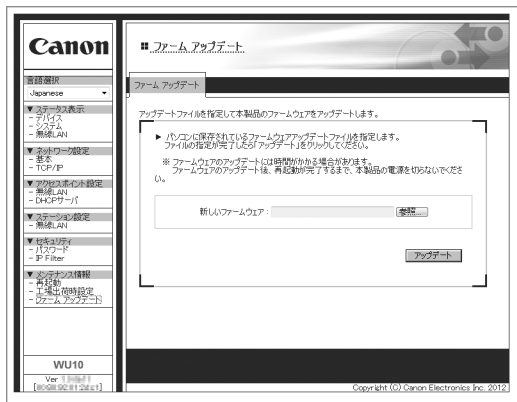 Canon
ファーム アップデート
言語選択
Japanese
ファーム アップデート
▼ ステータス表示
- デバイス
- システム
- 無線LAN
▼ ネットワーク設定
- 基本
- TCP/IP
▼ アクセスポイント設定
- 無線LAN
- DHCPサーバ
▼ ステーション設定
- 無線LAN
▼ セキュリティ
- パスワード
- IP Filter
▼ メンテナンス情報
- 再起動
- 工場出荷時設定
- ファーム アップデート
アップデートファイルを指定して本製品のファームウェアをアップデートします。
▶ パソコンに保存されているファームウェアアップデートファイルを指定します。
ファイルの指定が完了したら「アップデート」をクリックしてください。
※ ファームウェアのアップデートには時間がかかる場合があります。
ファームウェアのアップデート後、再起動が完了するまで、本製品の電源を切らないでくださ
い。
新しいファームウェア :
参照...
アップデート
WU10
Ver
Copyright (C) Canon Electronics Inc. 2012